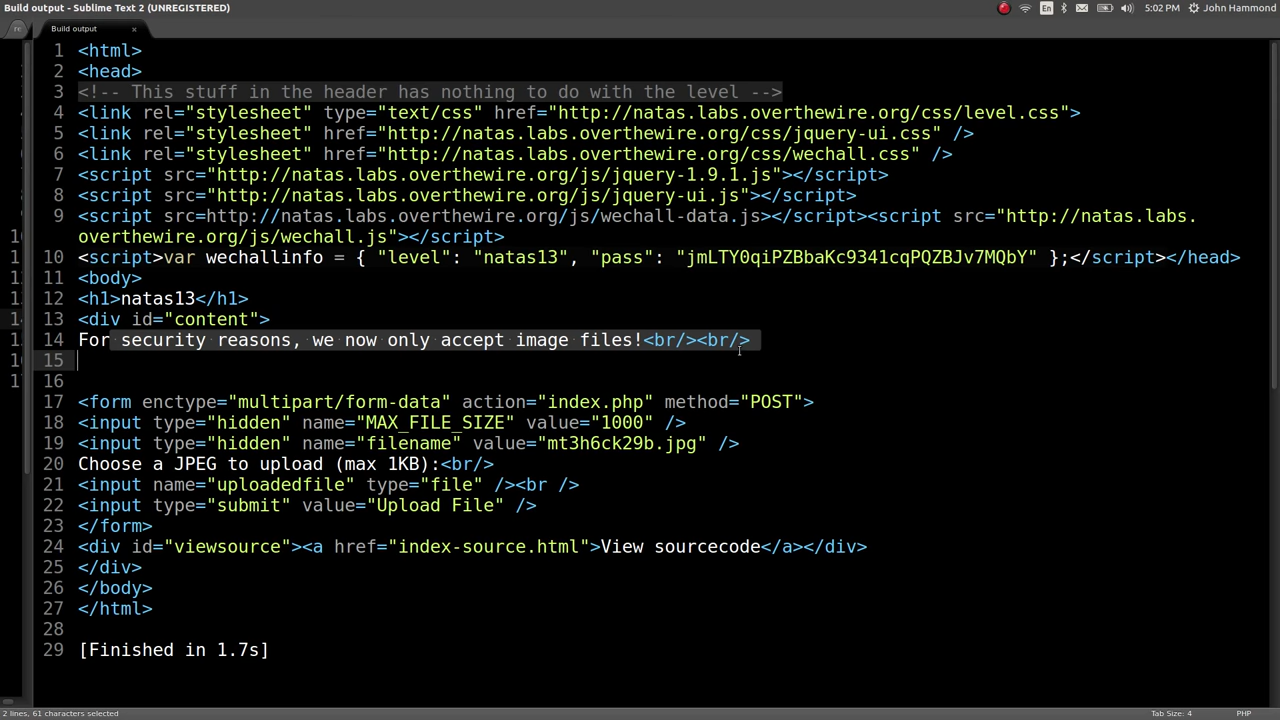 Build output - Sublime Text 2 (UNREGISTERED) En 5:02 PM John Hammond
Build output ×
1 <html>
2 <head>
3 <!-- This stuff in the header has nothing to do with the level -->
4 <link rel="stylesheet" type="text/css" href="http://natas.labs.overthewire.org/css/level.css">
5 <link rel="stylesheet" href="http://natas.labs.overthewire.org/css/jquery-ui.css" />
6 <link rel="stylesheet" href="http://natas.labs.overthewire.org/css/wechall.css" />
7 <script src="http://natas.labs.overthewire.org/js/jquery-1.9.1.js"></script>
8 <script src="http://natas.labs.overthewire.org/js/jquery-ui.js"></script>
9 <script src=http://natas.labs.overthewire.org/js/wechall-data.js></script><script src="http://natas.labs.
overthewire.org/js/wechall.js"></script>
10 <script>var wechallinfo = { "level": "natas13", "pass": "jmLTY0qiPZBbaKc9341cqPQZBJv7MQbY" };</script></head>
11 <body>
12 <h1>natas13</h1>
13 <div id="content">
14 For security reasons, we now only accept image files!<br/><br/>
15
16
17 <form enctype="multipart/form-data" action="index.php" method="POST">
18 <input type="hidden" name="MAX_FILE_SIZE" value="1000" />
19 <input type="hidden" name="filename" value="mt3h6ck29b.jpg" />
20 Choose a JPEG to upload (max 1KB):<br/>
21 <input name="uploadedfile" type="file" /><br />
22 <input type="submit" value="Upload File" />
23 </form>
24 <div id="viewsource"><a href="index-source.html">View sourcecode</a></div>
25 </div>
26 </body>
27 </html>
28
29 [Finished in 1.7s]
2 lines, 61 characters selected Tab Size: 4 PHP